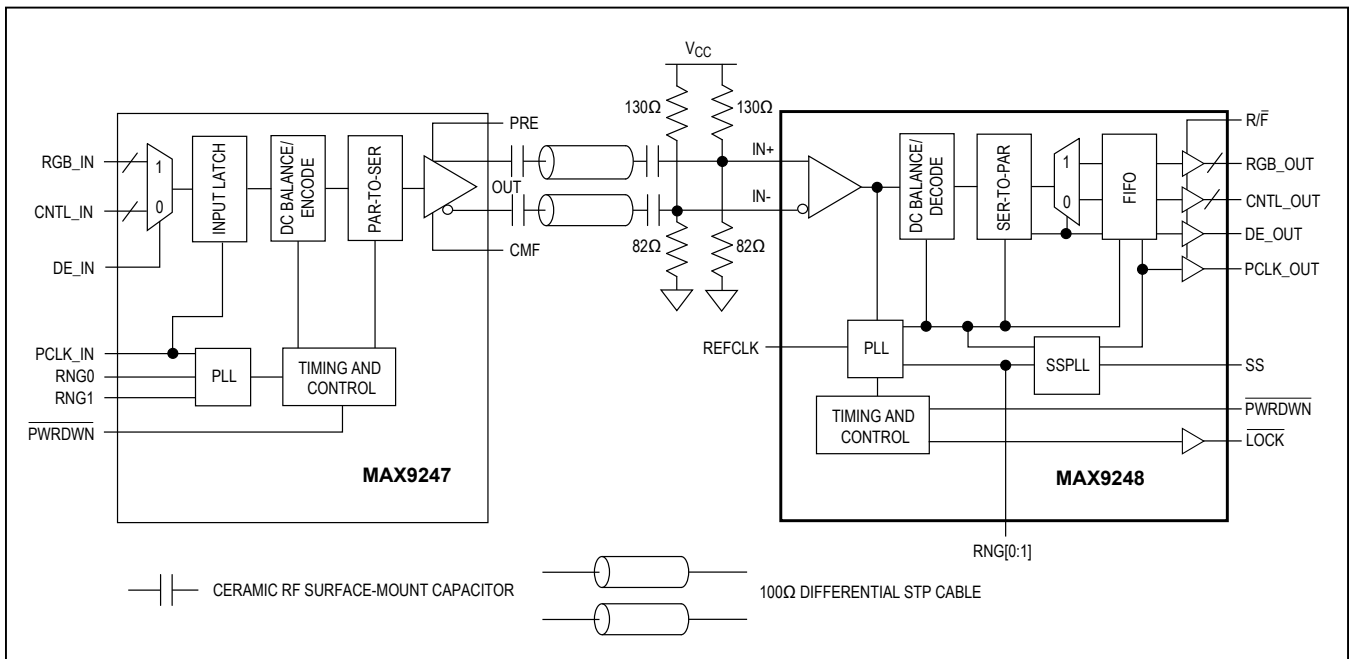 VCC
130Ω
130Ω
82Ω
82Ω
RGB_IN
CNTL_IN
DE_IN
PCLK_IN
RNG0
RNG1
PWRDWN
1
0
INPUT LATCH
DC BALANCE/
ENCODE
PAR-TO-SER
PLL
TIMING AND
CONTROL
MAX9247
PRE
OUT
CMF
IN+
IN-
REFCLK
DC BALANCE/
DECODE
SER-TO-PAR
1
0
FIFO
PLL
SSPLL
TIMING AND
CONTROL
MAX9248
R/F̅
RGB_OUT
CNTL_OUT
DE_OUT
PCLK_OUT
SS
PWRDWN
LOCK
RNG[0:1]
CERAMIC RF SURFACE-MOUNT CAPACITOR
100Ω DIFFERENTIAL STP CABLE